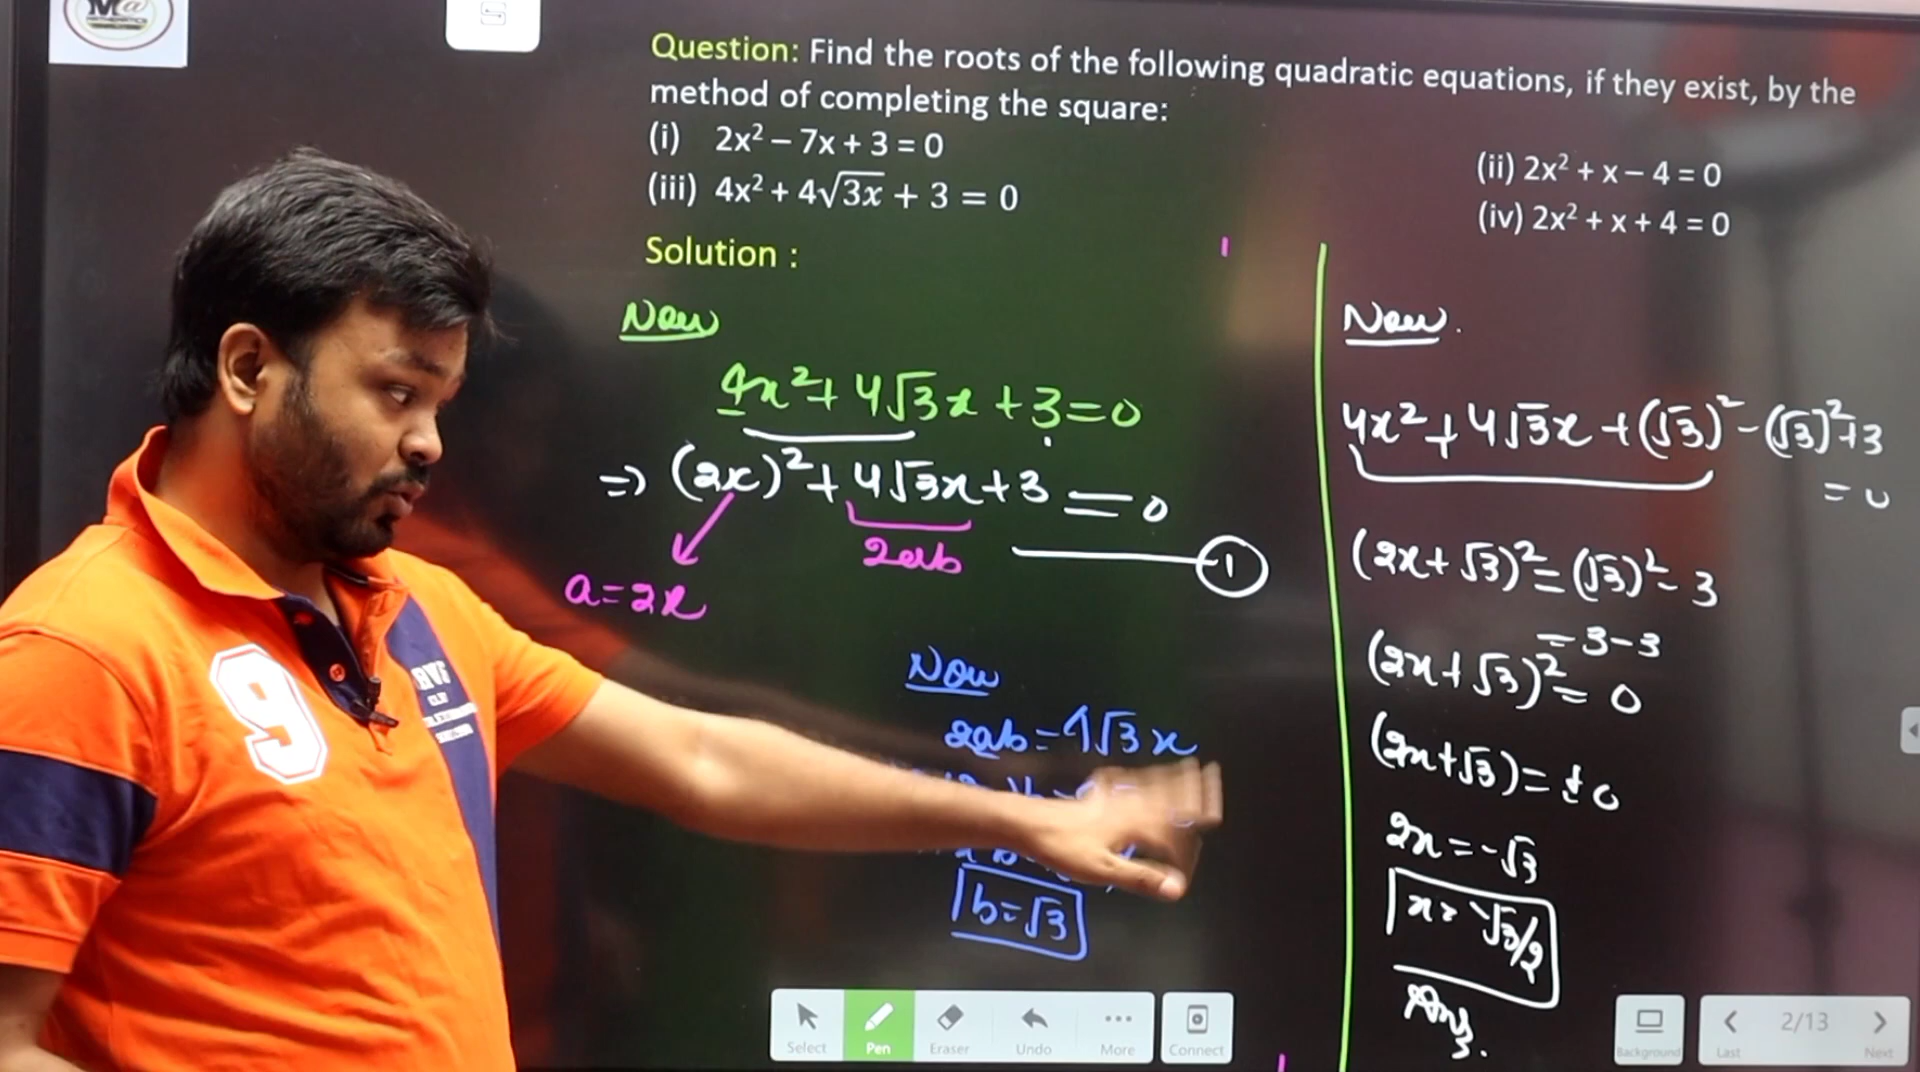 M@
Question: Find the roots of the following quadratic equations, if they exist, by the
method of completing the square:
(i) 2x² – 7x + 3 = 0
(ii) 2x² + x – 4 = 0
(iii) 4x² + 4√3x + 3 = 0
(iv) 2x² + x + 4 = 0
Solution :
Now
4x² + 4√3x + 3 = 0
⇒ (2x)² + 4√3x + 3 = 0
2ab
①
a = 2x
Now
2ab = 4√3x
b = √3
Now.
4x² + 4√3x + (√3)² - (√3)² + 3
= 0
(2x + √3)² = (√3)² - 3
= 3 - 3
(2x + √3)² = 0
(2x + √3) = ± 0
2x = -√3
x = -√3/2
Ans.
9
Select
Pen
Eraser
Undo
More
Connect
Background
Last
2/13
Next